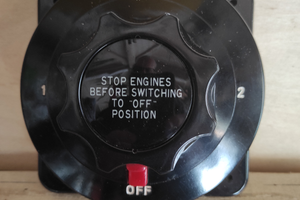 STOP ENGINES
BEFORE SWITCHING
TO "OFF"
POSITION
1
2
OFF